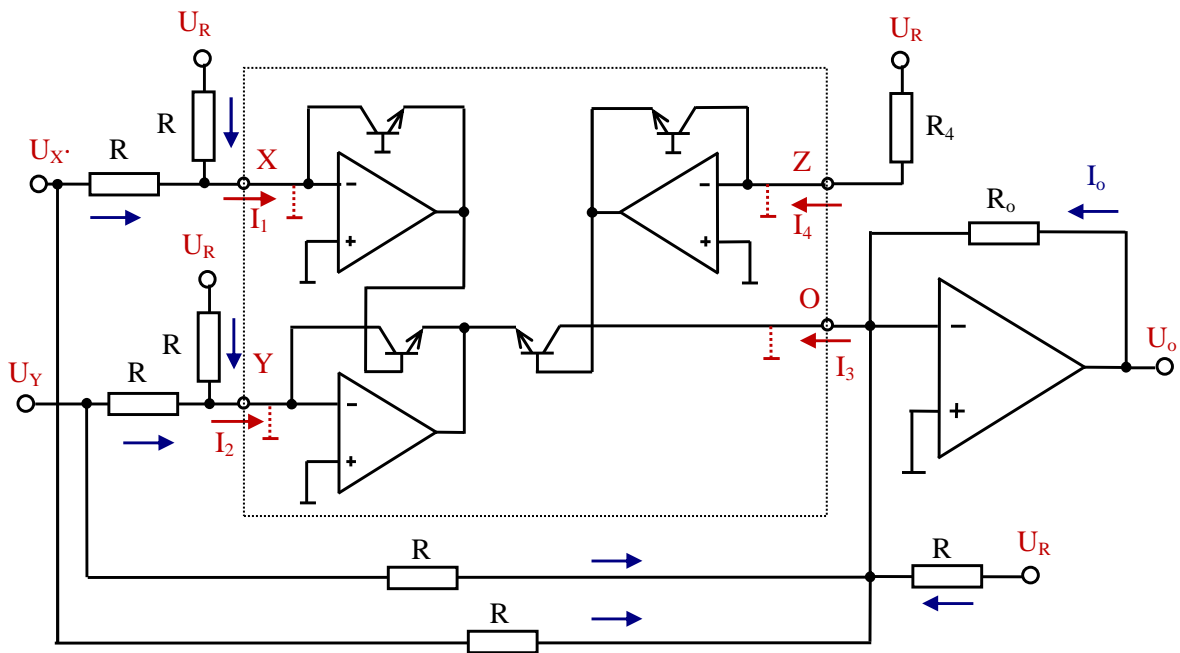 U_R
U_R
R
R
R_4
U_X·
X
Z
I_1
I_4
I_o
R_o
U_R
O
R
Y
U_o
U_Y
R
I_3
I_2
R
R
U_R
R